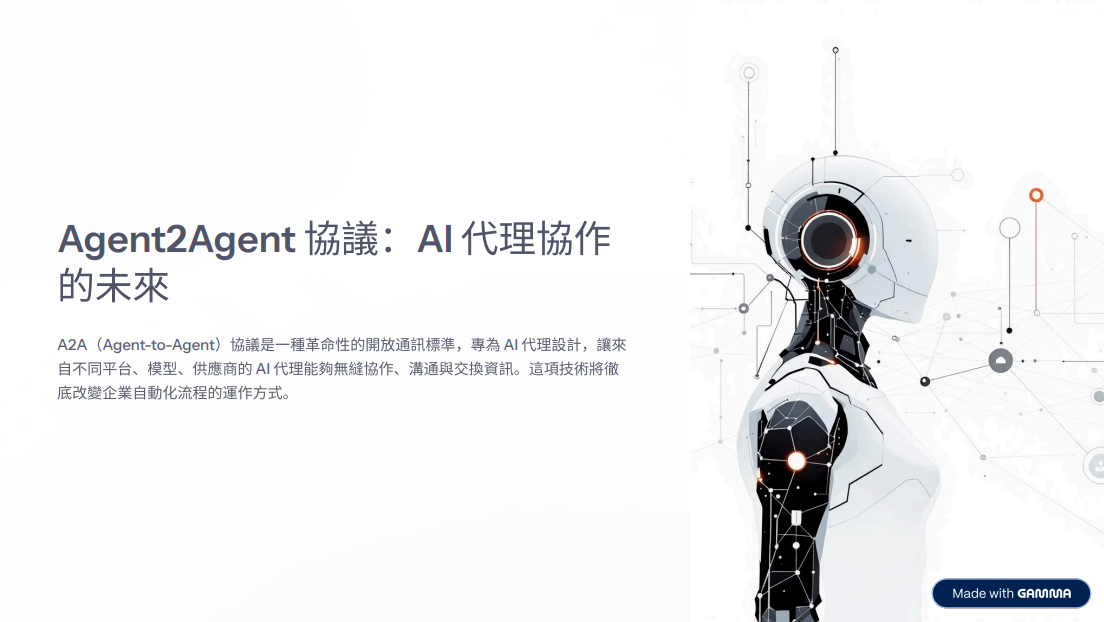 Agent2Agent 協議：AI 代理協作
的未來
A2A（Agent-to-Agent）協議是一種革命性的開放通訊標準，專為 AI 代理設計，讓來
自不同平台、模型、供應商的 AI 代理能夠無縫協作、溝通與交換資訊。這項技術將徹
底改變企業自動化流程的運作方式。
Made with GAMMA